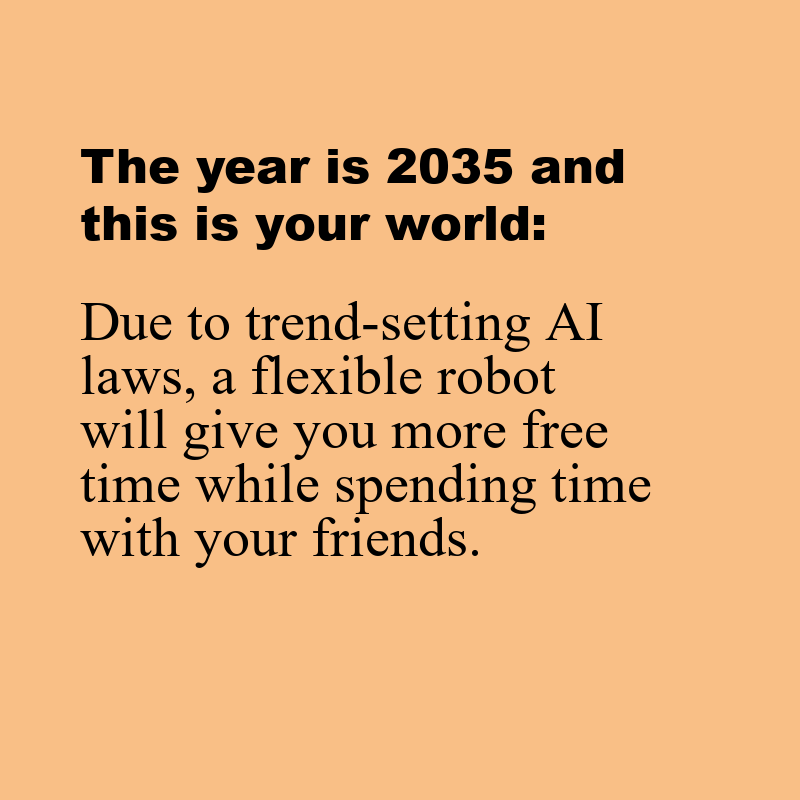 The year is 2035 and
this is your world:
Due to trend-setting AI
laws, a flexible robot
will give you more free
time while spending time
with your friends.